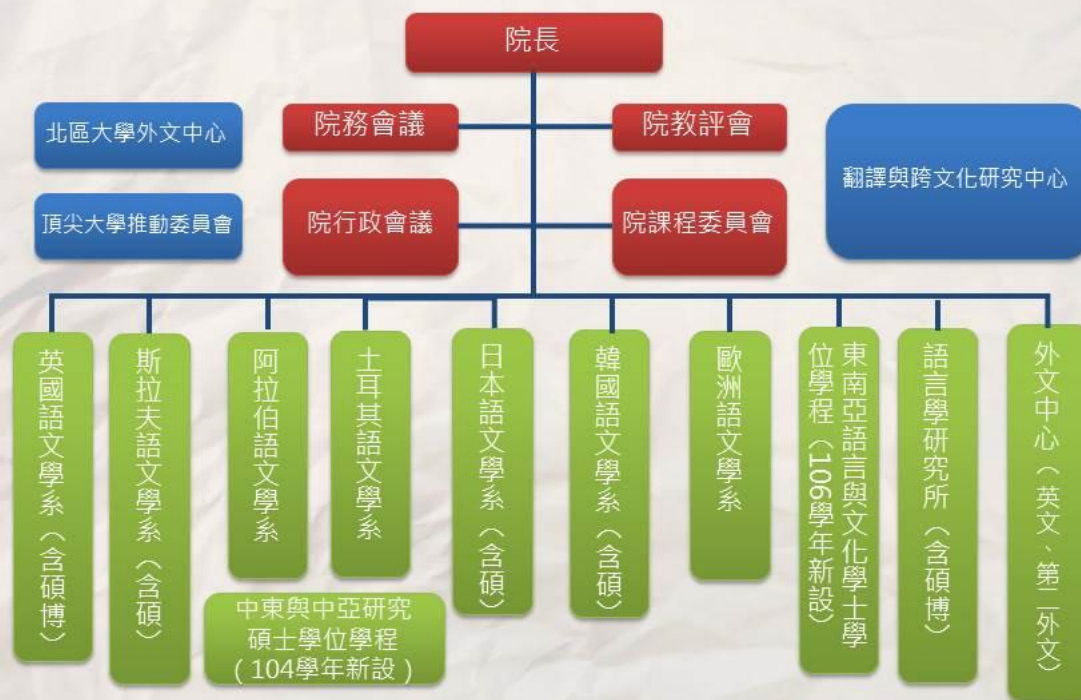 院長
北區大學外文中心
院務會議
院教評會
翻譯與跨文化研究中心
頂尖大學推動委員會
院行政會議
院課程委員會
英國語文學系（含碩博）
斯拉夫語文學系（含碩）
阿拉伯語文學系
土耳其語文學系
日本語文學系（含碩）
韓國語文學系（含碩）
歐洲語文學系
東南亞語言與文化學士學
位學程（106學年新設）
語言學研究所（含碩博）
外文中心（英文、第二外文）
中東與中亞研究
碩士學位學程
（104學年新設）